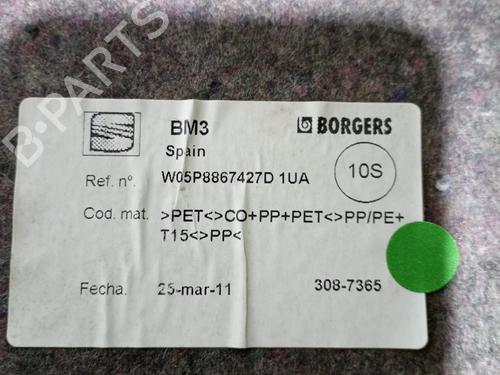 B-PARTS
BM3
BORGERS
Spain
10S
Ref. nº. W05P8867427D 1UA
Cod. mat. >PET<>CO+PP+PET<>PP/PE+
T15<>PP<
Fecha. 25-mar-11 308-7365